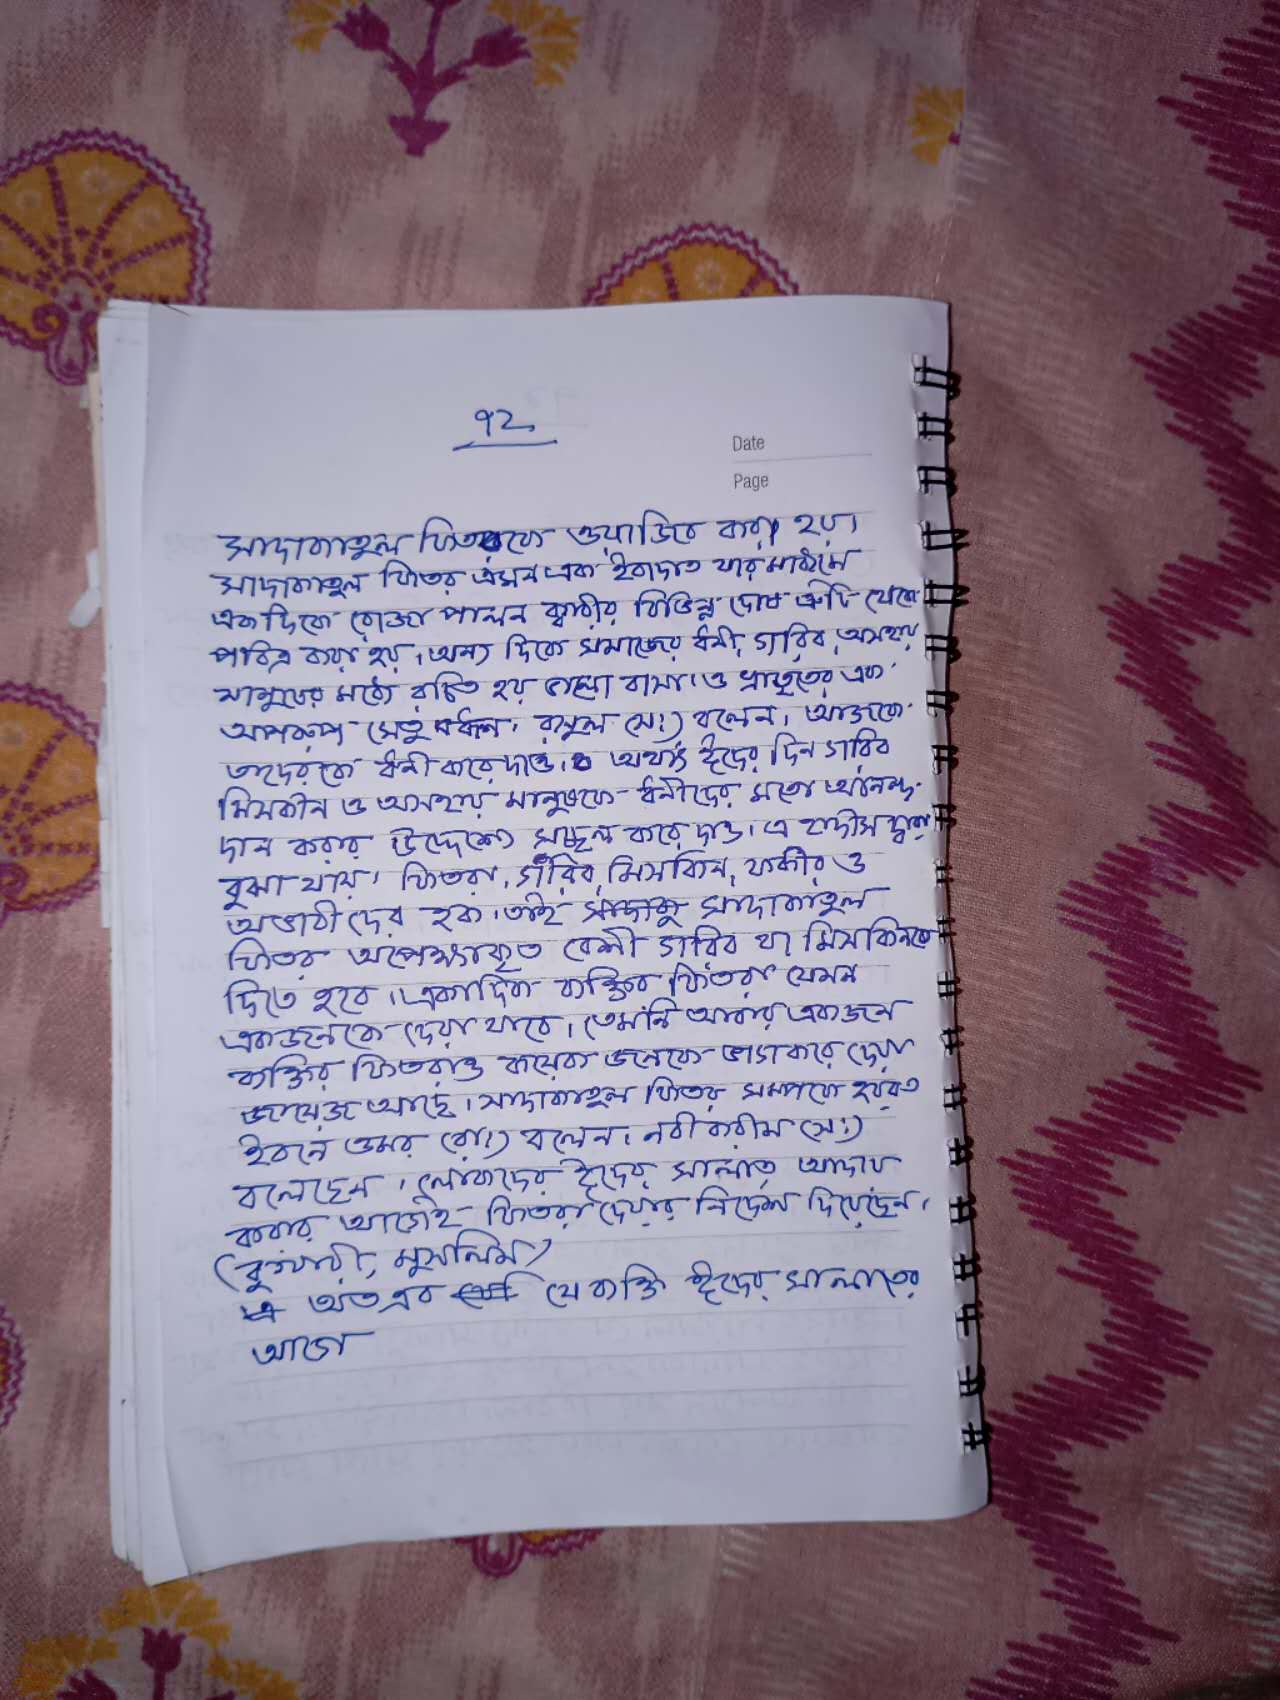 ৭২
Date
Page
সাদাকাতুল ফিতরকে ওয়াজিব করা হয়।
সাদাকাতুল ফিতর এমন এক ইবাদাত যার মাধ্যমে
একদিকে রোজা পালন কারীর বিভিন্ন দোষ ত্রুটি থেকে
পবিত্র করা হয়। অন্য দিকে সমাজের ধনী, গরিব, অসহায়
মানুষের মধ্যে রচিত হয় ভালো বাসা ও ভ্রাতৃত্বের এক
অপরূপ সেতু বন্ধন। রাসুল (সা:) বলেন। আজকে
তাদেরকে ধনী করে দাও। অর্থাৎ ঈদের দিন গরিব
মিসকীন ও অসহায় মানুষকে ধনীদের মতো আনন্দ
দান করার উদ্দেশ্যে সচ্ছল করে দাও। এ হাদীস দ্বারা
বুঝা যায়। ফিতরা, গরিব, মিসকিন, ফকীর ও
অভাবী দের হক। তাই সাদাকাতুল
ফিতর অপেক্ষাকৃত বেশী গরিব বা মিসকিনকে
দিতে হবে। একাধিক ব্যক্তির ফিতরা যেমন
একজনকে দেয়া যাবে। তেমনি আবার একজন
ব্যক্তির ফিতরাও কয়েক জনকে ভাগ করে দেয়া
জায়েজ আছে। সাদাকাতুল ফিতর সম্পর্কে হযরত
ইবনে ওমর (রা:) বলেন। নবী কারীম (সা:)
বলেছেন। লোকদের ঈদের সালাত আদায়
করার আগেই ফিতরা দেয়ার নির্দেশ দিয়েছেন।
(বুখারী, মুসলিম)
অতএব যে ব্যক্তি ঈদের সালাতের
আগে